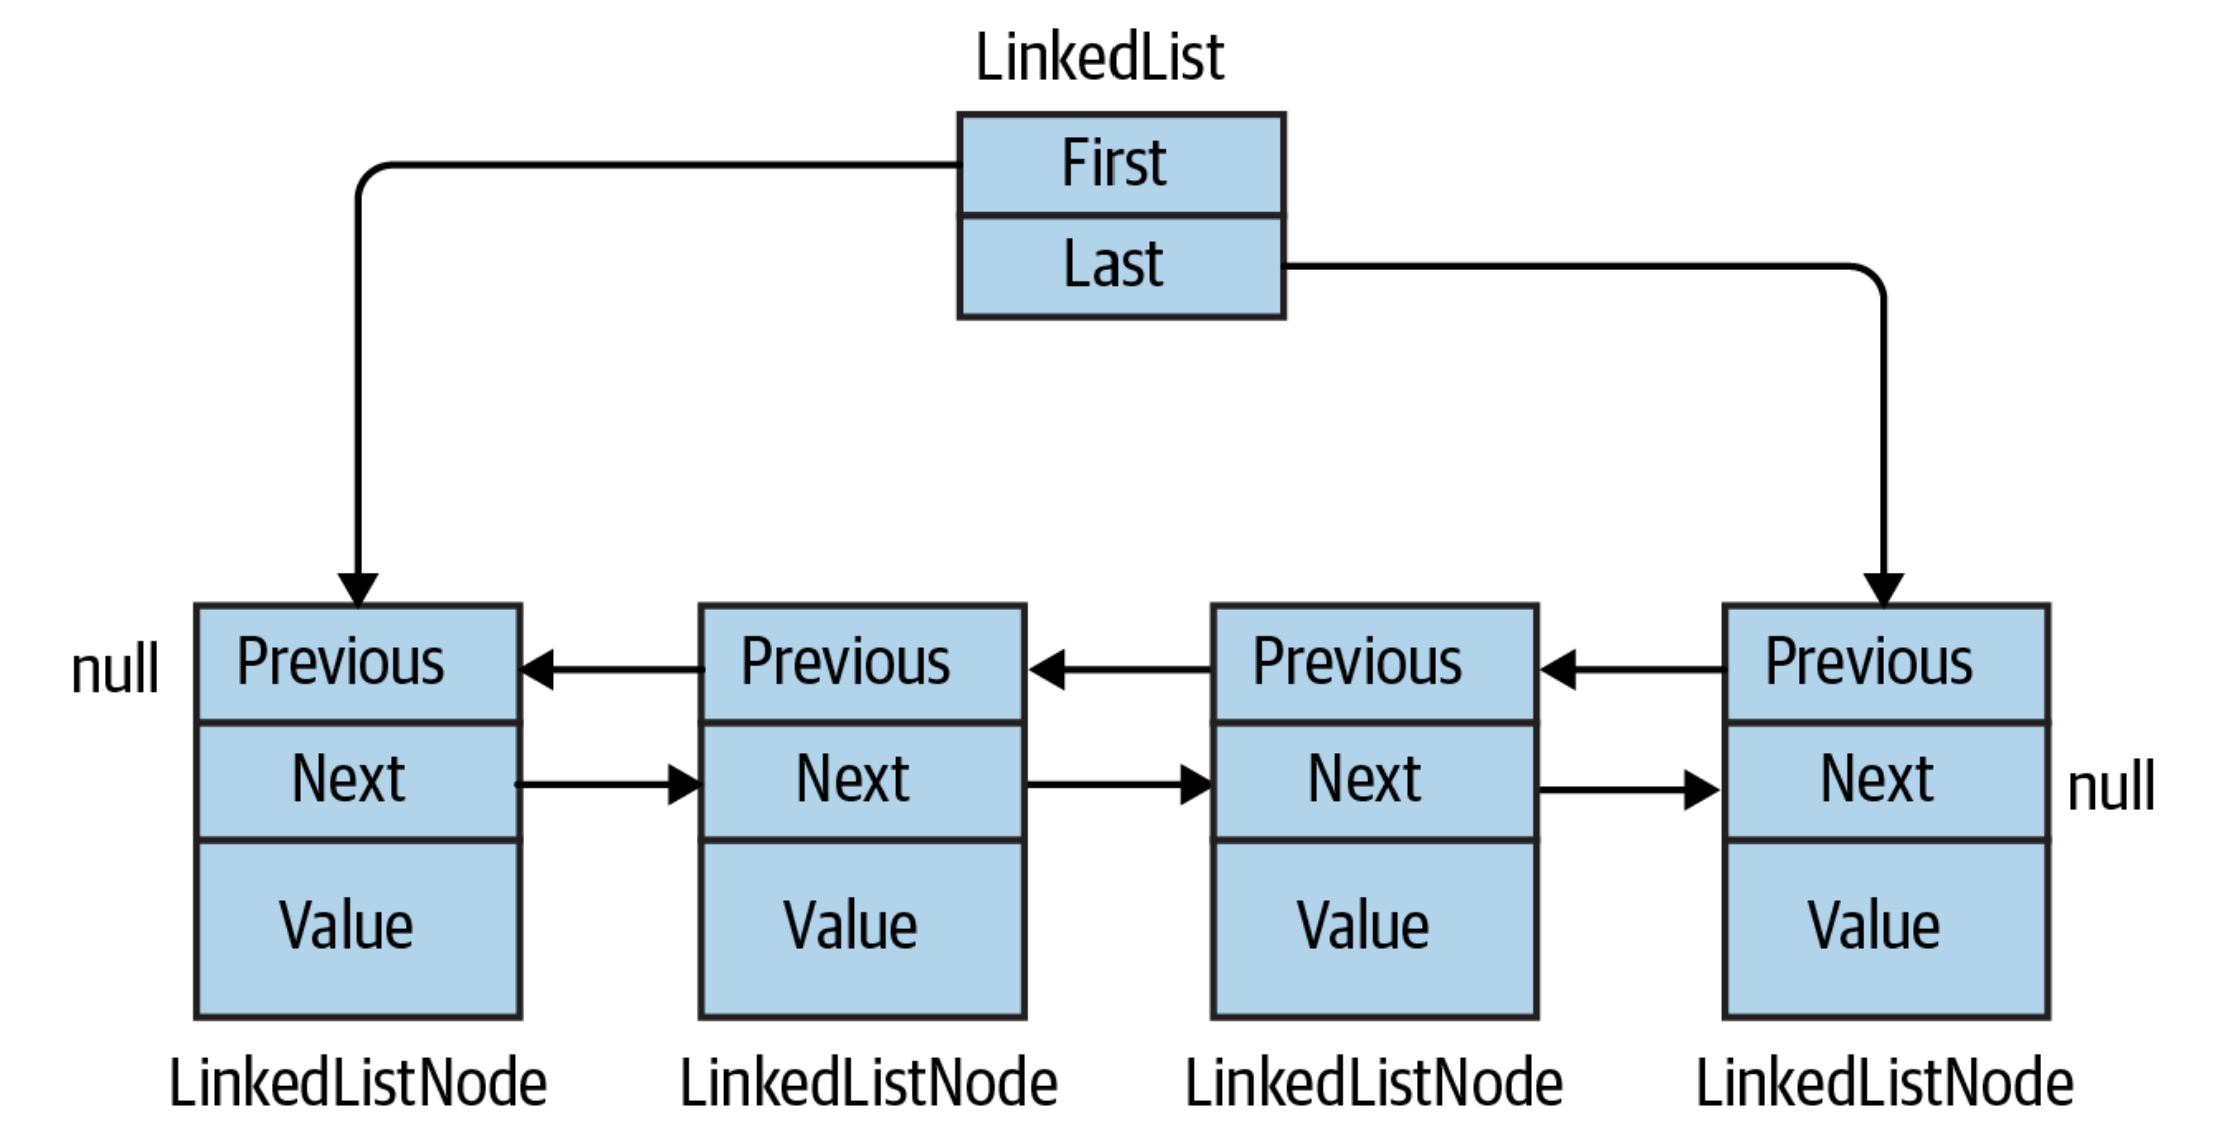 LinkedList
First
Last
null Previous Previous Previous Previous
Next Next Next Next null
Value Value Value Value
LinkedListNode LinkedListNode LinkedListNode LinkedListNode